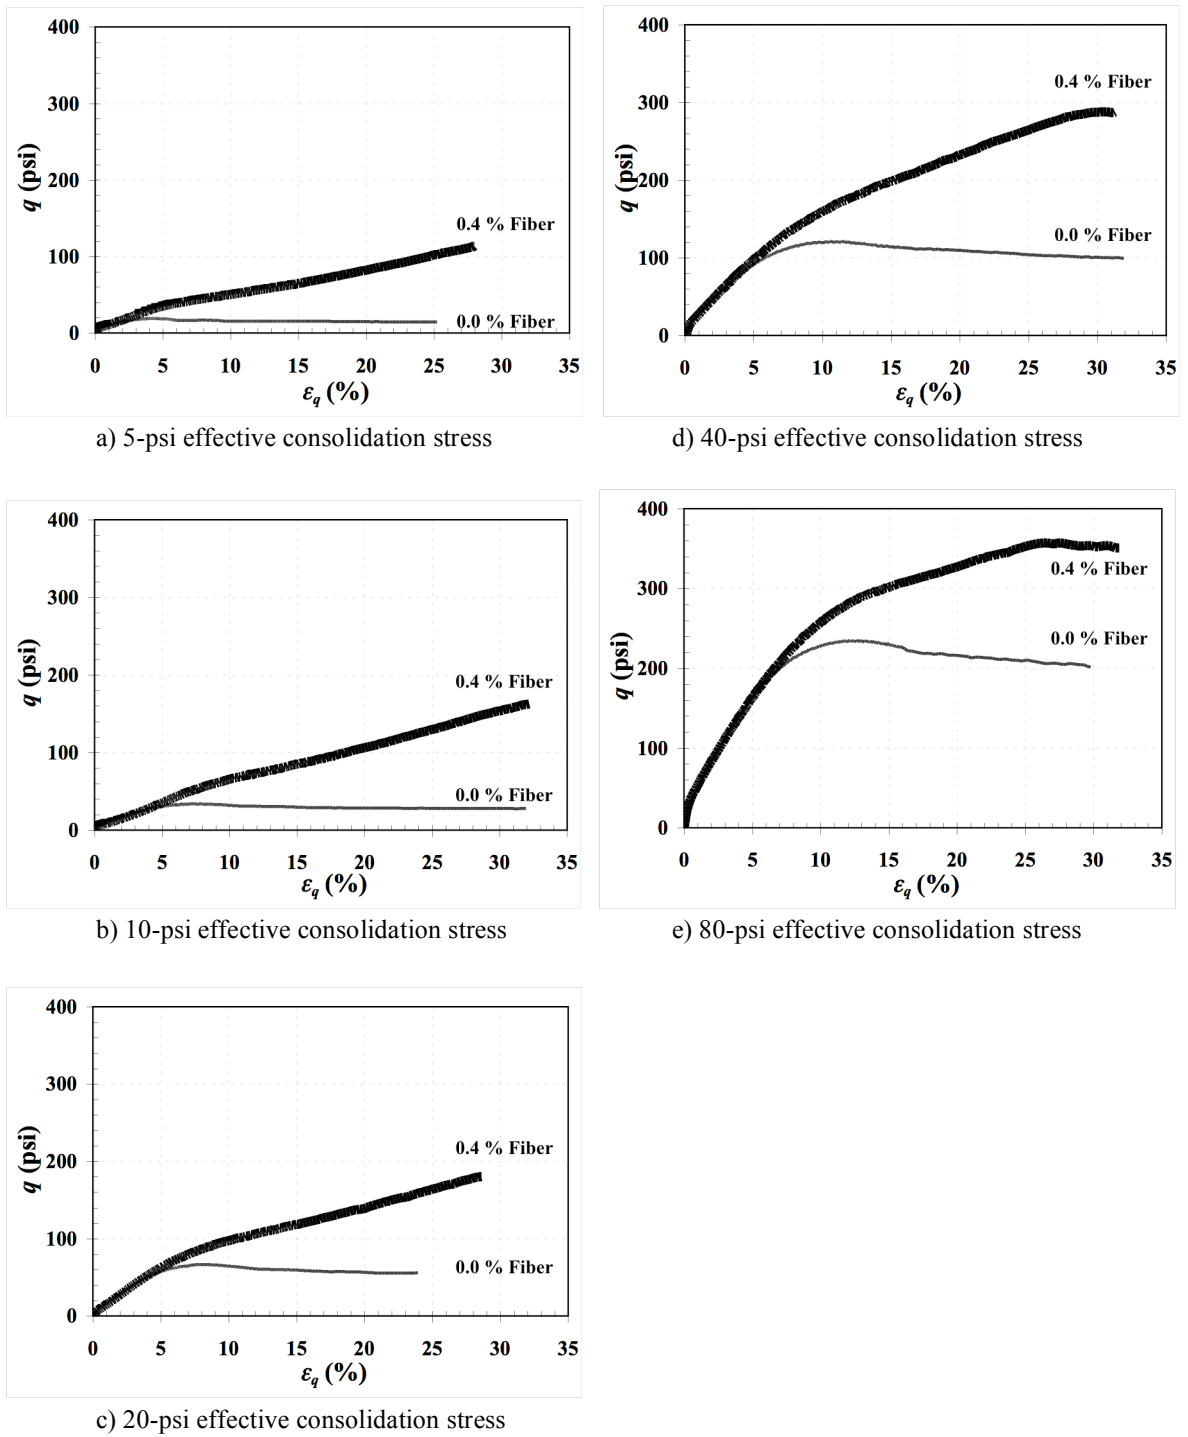 400
300
200
100
0
q (psi)
0.4 % Fiber
0.0 % Fiber
0 5 10 15 20 25 30 35
εq (%)
a) 5-psi effective consolidation stress
400
300
200
100
0
q (psi)
0.4 % Fiber
0.0 % Fiber
0 5 10 15 20 25 30 35
εq (%)
d) 40-psi effective consolidation stress
400
300
200
100
0
q (psi)
0.4 % Fiber
0.0 % Fiber
0 5 10 15 20 25 30 35
εq (%)
b) 10-psi effective consolidation stress
400
300
200
100
0
q (psi)
0.4 % Fiber
0.0 % Fiber
0 5 10 15 20 25 30 35
εq (%)
e) 80-psi effective consolidation stress
400
300
200
100
0
q (psi)
0.4 % Fiber
0.0 % Fiber
0 5 10 15 20 25 30 35
εq (%)
c) 20-psi effective consolidation stress